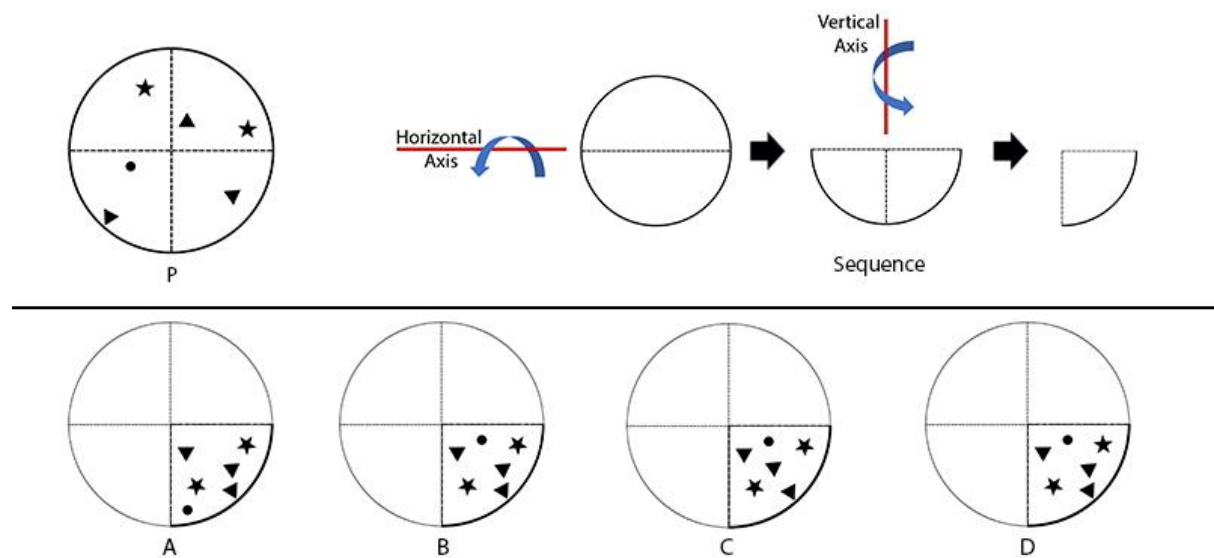 Vertical
Axis
Horizontal
Axis
P
Sequence
A
B
C
D